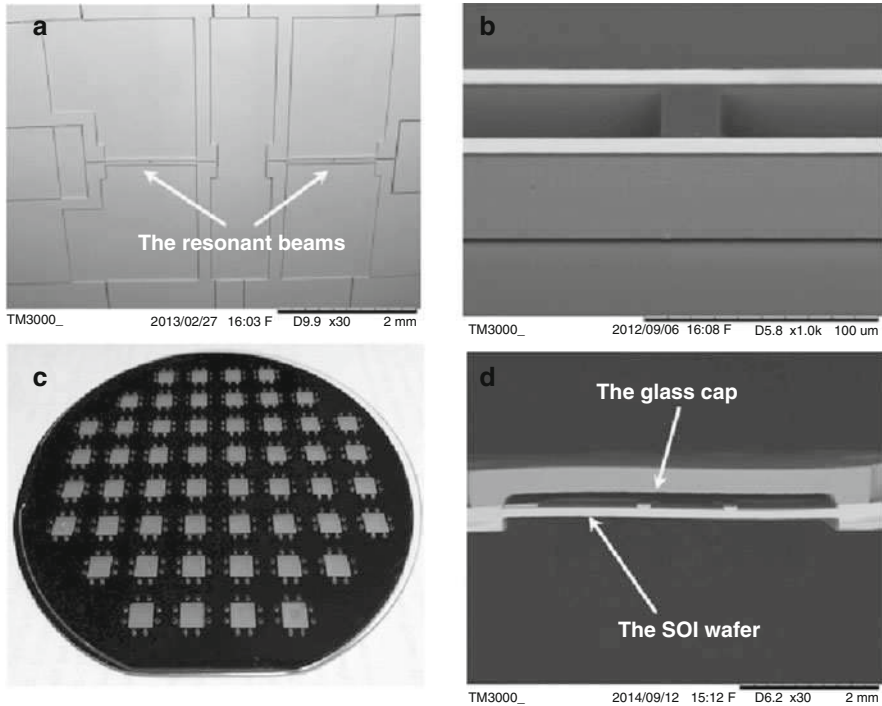 a
The resonant beams
TM3000_ 2013/02/27 16:03 F D9.9 x30 2 mm
b
TM3000_ 2012/09/06 16:08 F D5.8 x1.0k 100 um
c
d
The glass cap
The SOI wafer
TM3000_ 2014/09/12 15:12 F D6.2 x30 2 mm